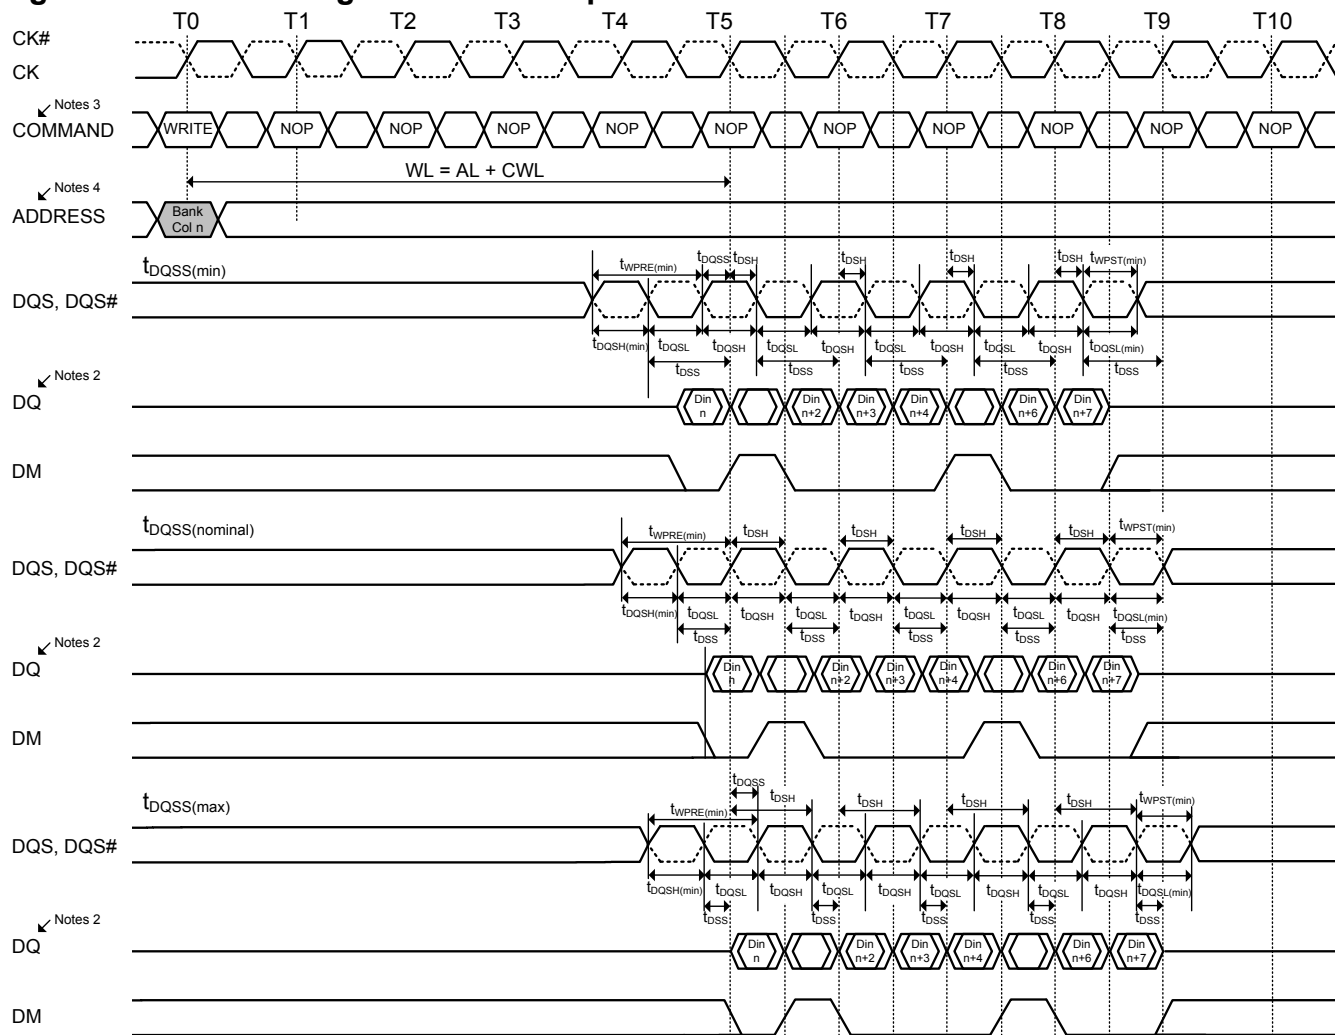 T0 T1 T2 T3 T4 T5 T6 T7 T8 T9 T10
CK#
CK
Notes 3
COMMAND WRITE NOP NOP NOP NOP NOP NOP NOP NOP NOP NOP
WL = AL + CWL
Notes 4
ADDRESS Bank
Col n
tDQSS(min) tWPRE(min) tDQSS tDSH tDSH tDSH tDSH tWPST(min)
DQS, DQS#
tDQSH(min) tDQSL tDQSH tDQSL tDQSH tDQSL tDQSH tDQSL tDQSH tDQSL(min)
tDSS tDSS tDSS tDSS tDSS
Notes 2
DQ Din n Din n+2 Din n+3 Din n+4 Din n+6 Din n+7
DM
tDQSS(nominal) tWPRE(min) tDSH tDSH tDSH tDSH tWPST(min)
DQS, DQS#
tDQSH(min) tDQSL tDQSH tDQSL tDQSH tDQSL tDQSH tDQSL tDQSH tDQSL(min)
tDSS tDSS tDSS tDSS tDSS
Notes 2
DQ Din n Din n+2 Din n+3 Din n+4 Din n+6 Din n+7
DM
tDQSS
tDQSS(max) tWPRE(min) tDSH tDSH tDSH tDSH tWPST(min)
DQS, DQS#
tDQSH(min) tDQSL tDQSH tDQSL tDQSH tDQSL tDQSH tDQSL tDQSH tDQSL(min)
tDSS tDSS tDSS tDSS tDSS
Notes 2
DQ Din n Din n+2 Din n+3 Din n+4 Din n+6 Din n+7
DM